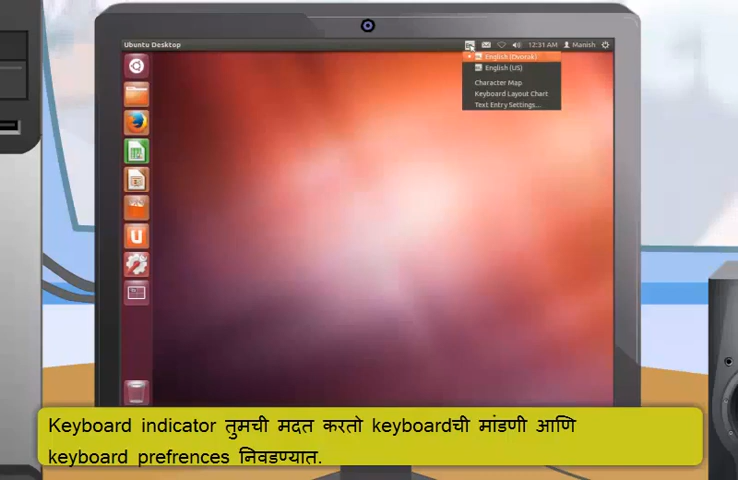 Ubuntu Desktop
12:31 AM
Manish
English (Dvorak)
English (US)
Character Map
Keyboard Layout Chart
Text Entry Settings...
Keyboard indicator तुमची मदत करतो keyboardची मांडणी आणि
keyboard prefrences निवडण्यात.